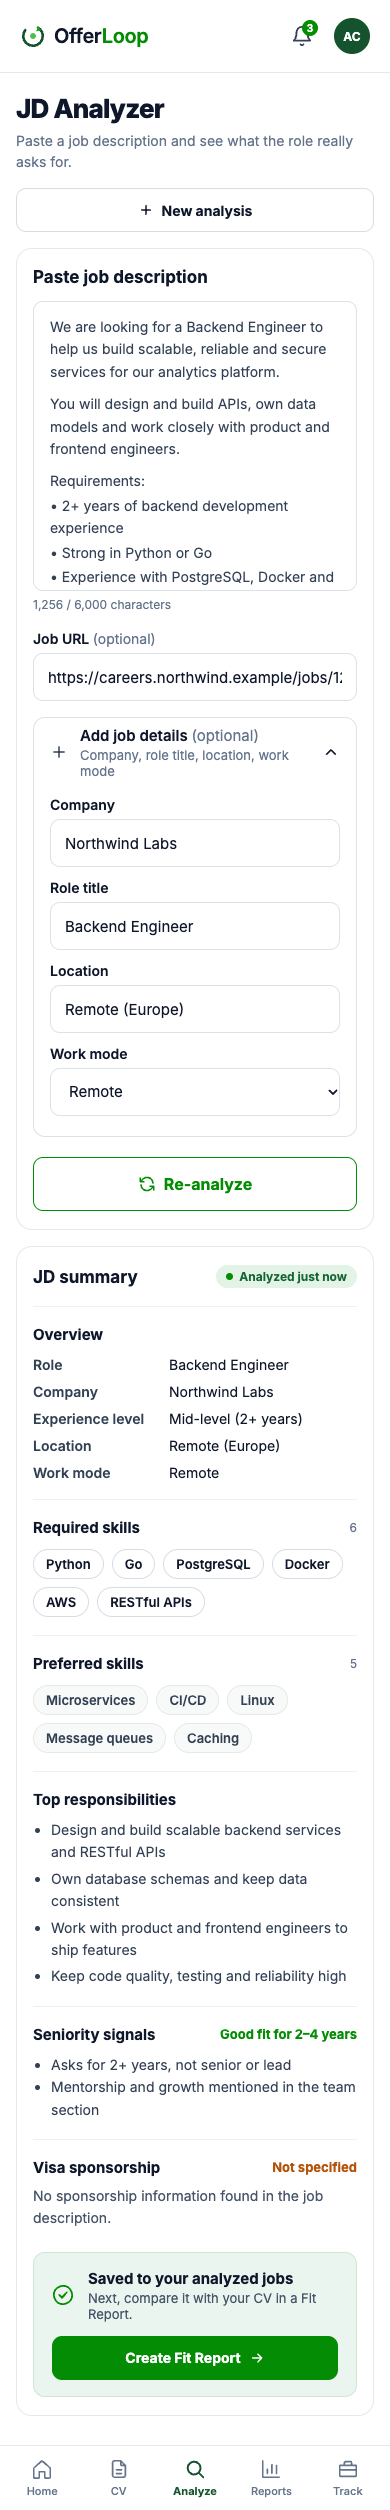 OfferLoop
3
AC
JD Analyzer
Paste a job description and see what the role really
asks for.
New analysis
Paste job description
We are looking for a Backend Engineer to
help us build scalable, reliable and secure
services for our analytics platform.
You will design and build APIs, own data
models and work closely with product and
frontend engineers.
Requirements:
• 2+ years of backend development
experience
• Strong in Python or Go
• Experience with PostgreSQL, Docker and
1,256 / 6,000 characters
Job URL (optional)
https://careers.northwind.example/jobs/12
Add job details (optional)
Company, role title, location, work
mode
Company
Northwind Labs
Role title
Backend Engineer
Location
Remote (Europe)
Work mode
Remote
Re-analyze
JD summary
Analyzed just now
Overview
Role Backend Engineer
Company Northwind Labs
Experience level Mid-level (2+ years)
Location Remote (Europe)
Work mode Remote
Required skills 6
Python Go PostgreSQL Docker
AWS RESTful APIs
Preferred skills 5
Microservices CI/CD Linux
Message queues Caching
Top responsibilities
• Design and build scalable backend services
and RESTful APIs
• Own database schemas and keep data
consistent
• Work with product and frontend engineers to
ship features
• Keep code quality, testing and reliability high
Seniority signals Good fit for 2–4 years
• Asks for 2+ years, not senior or lead
• Mentorship and growth mentioned in the team
section
Visa sponsorship Not specified
No sponsorship information found in the job
description.
Saved to your analyzed jobs
Next, compare it with your CV in a Fit
Report.
Create Fit Report →
Home CV Analyze Reports Track